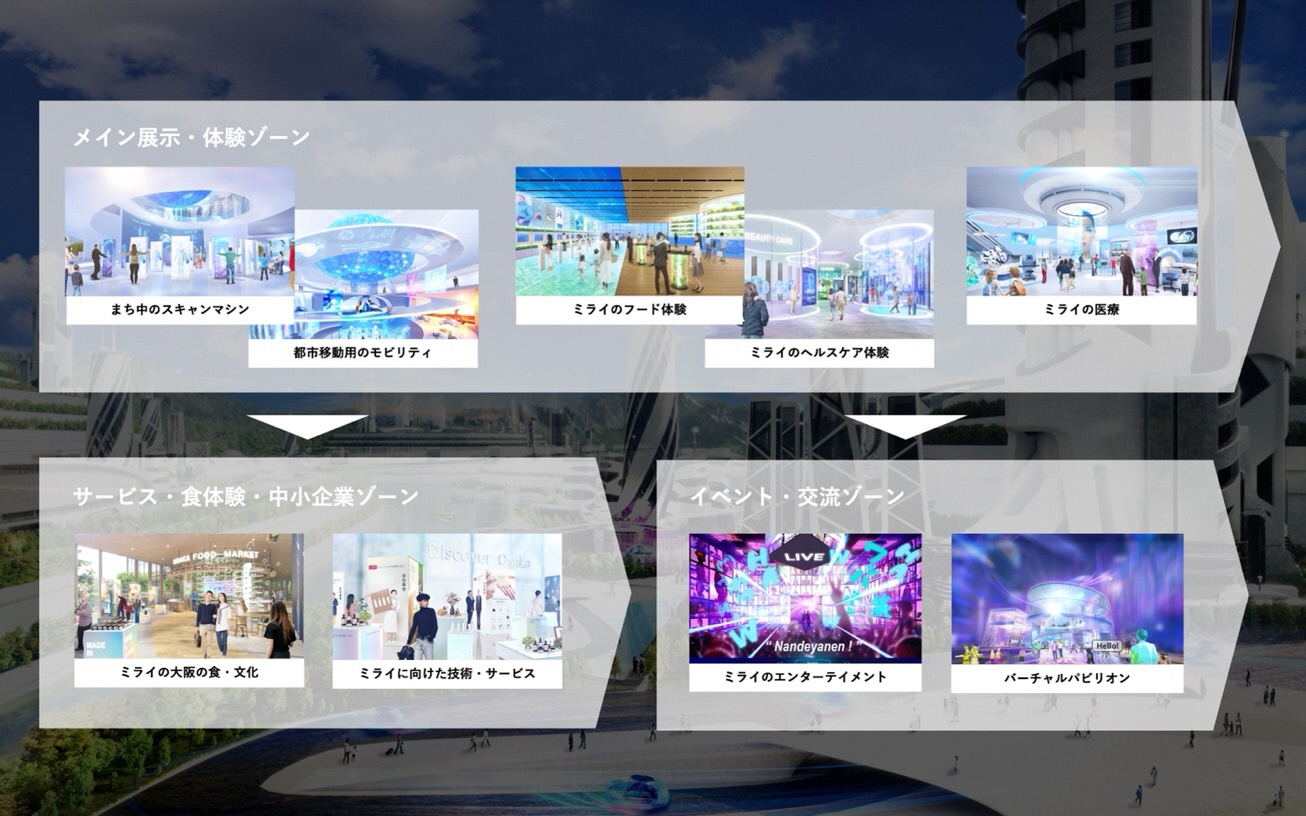 メイン展示・体験ゾーン
まち中のスキャンマシン
都市移動用のモビリティ
ミライのフード体験
BEAUTY CARE
ミライのヘルスケア体験
ミライの医療
サービス・食体験・中小企業ゾーン
FOOD MARKET
MADE
IN
ミライの大阪の食・文化
Discover Osaka
ミライに向けた技術・サービス
イベント・交流ゾーン
LIVE
“ Nandeyanen ! ”
ミライのエンターテイメント
Hello!
バーチャルパビリオン